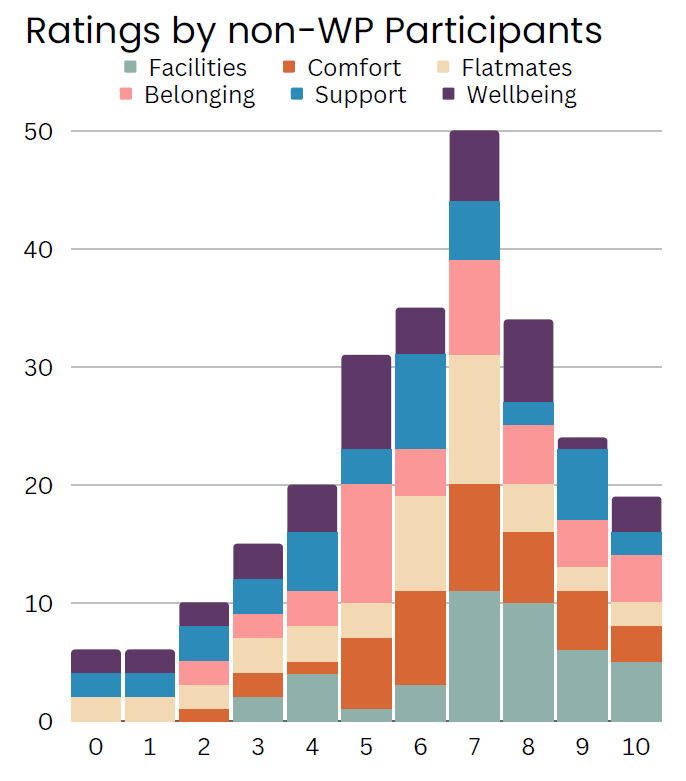 Ratings by non-WP Participants
Facilities Comfort Flatmates
Belonging Support Wellbeing
50
40
30
20
10
0
0 1 2 3 4 5 6 7 8 9 10